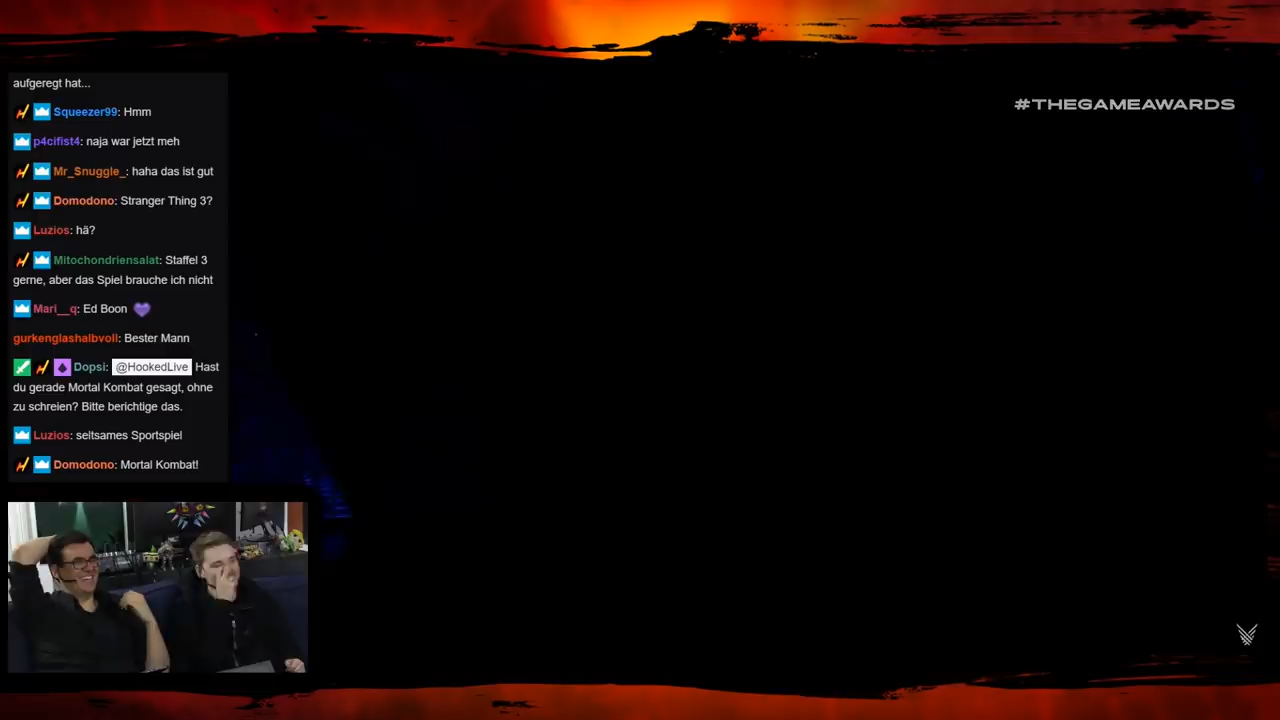 aufgeregt hat...
#THEGAMEAWARDS
Squeezer99: Hmm
p4cifist4: naja war jetzt meh
Mr_Snuggle_: haha das ist gut
Domodono: Stranger Thing 3?
Luzios: hä?
Mitochondriensalat: Staffel 3
gerne, aber das Spiel brauche ich nicht
Mari__q: Ed Boon
gurkenglashalbvoll: Bester Mann
Dopsi: @HookedLive Hast
du gerade Mortal Kombat gesagt, ohne
zu schreien? Bitte berichtige das.
Luzios: seltsames Sportspiel
Domodono: Mortal Kombat!